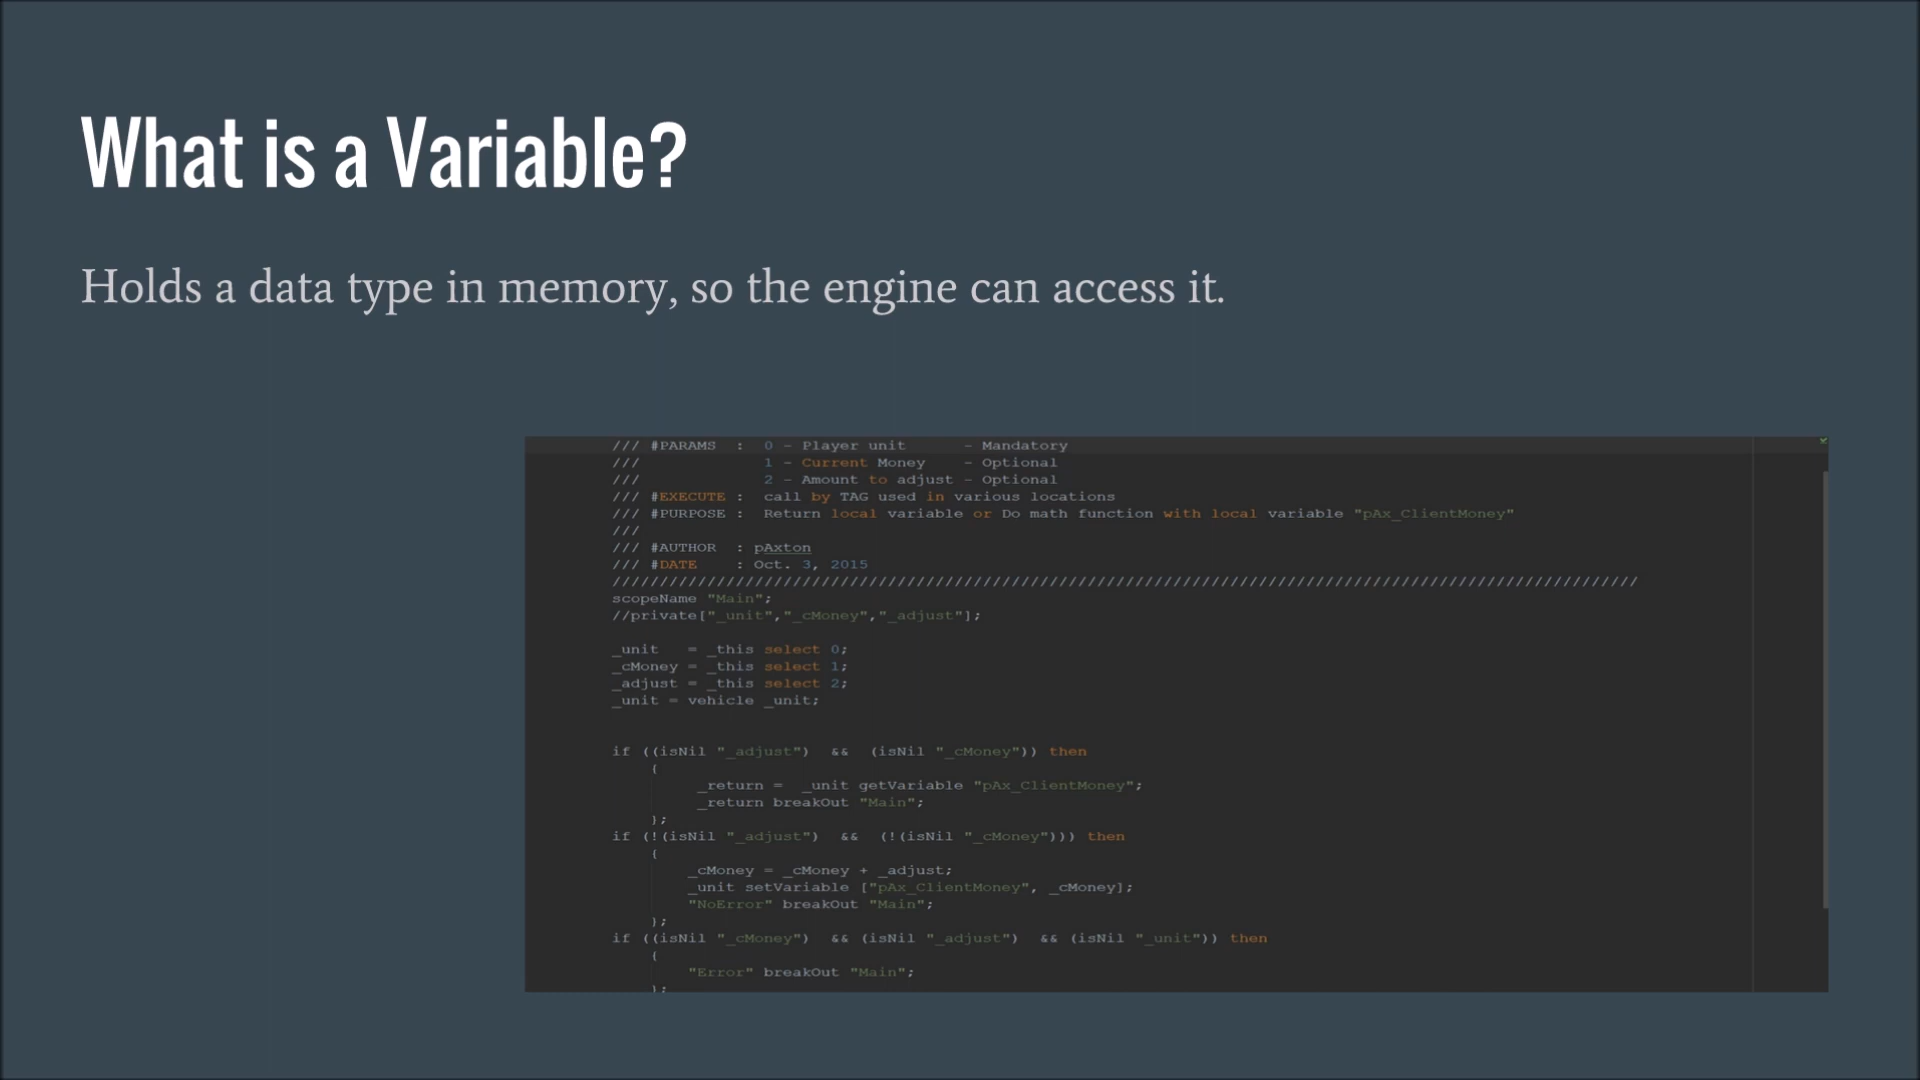 What is a Variable?
Holds a data type in memory, so the engine can access it.
/// #PARAMS  :  0 - Player unit      - Mandatory
///             1 - Current Money    - Optional
///             2 - Amount to adjust - Optional
/// #EXECUTE :  call by TAG used in various locations
/// #PURPOSE :  Return local variable or Do math function with local variable "pAx_ClientMoney"
///
/// #AUTHOR  : pAxton
/// #DATE    : Oct. 3, 2015
////////////////////////////////////////////////////////////////////////////////////////////////////////////
scopeName "Main";
//private["_unit","_cMoney","_adjust"];
_unit   = _this select 0;
_cMoney = _this select 1;
_adjust = _this select 2;
_unit = vehicle _unit;
if ((isNil "_adjust")  &&  (isNil "_cMoney")) then
{
_return =  _unit getVariable "pAx_ClientMoney";
_return breakOut "Main";
};
if (!(isNil "_adjust")  &&  (!(isNil "_cMoney"))) then
{
_cMoney = _cMoney + _adjust;
_unit setVariable ["pAx_ClientMoney", _cMoney];
"NoError" breakOut "Main";
};
if ((isNil "_cMoney")  && (isNil "_adjust")  && (isNil "_unit")) then
{
"Error" breakOut "Main";
};